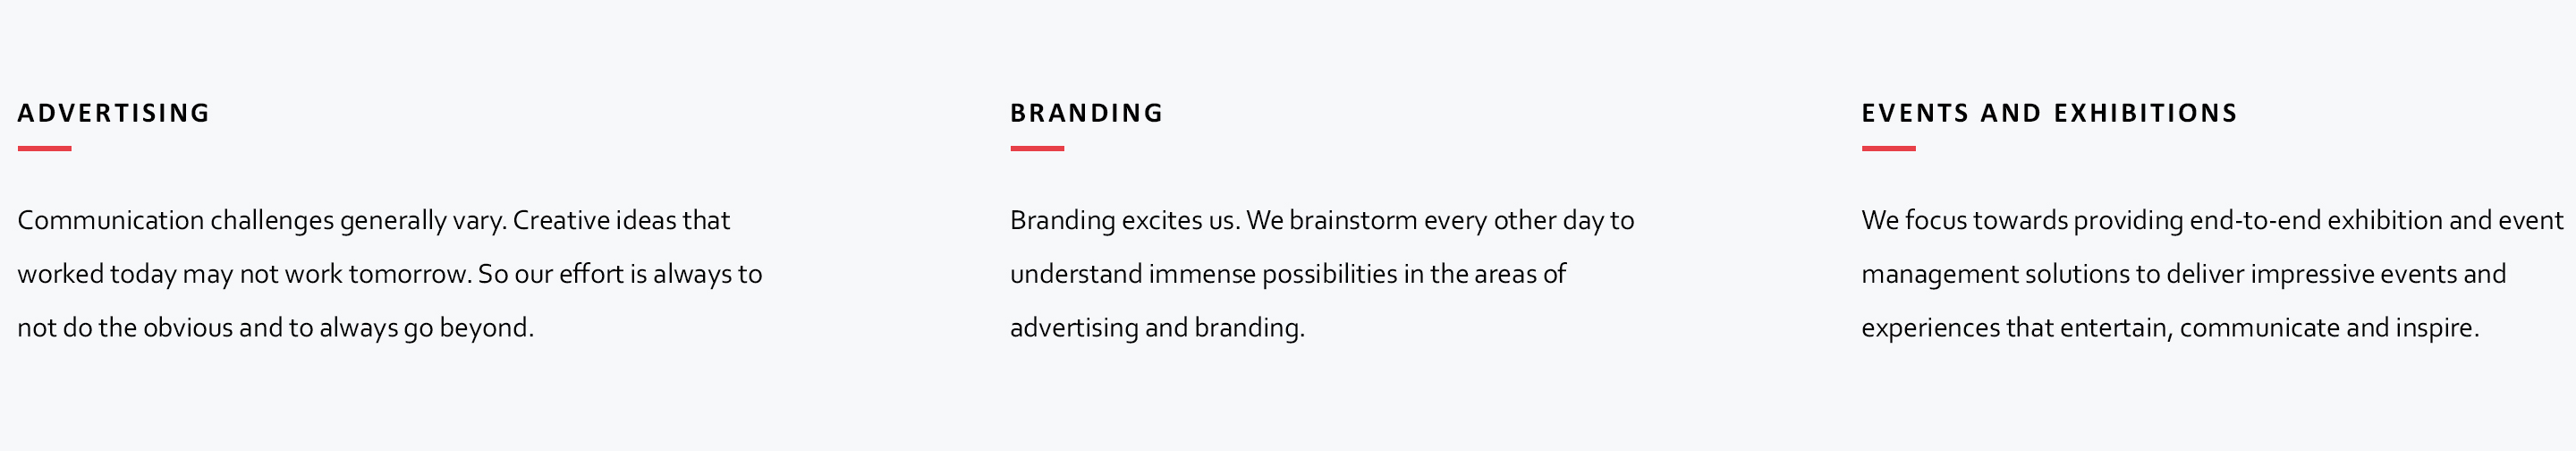 ADVERTISING
Communication challenges generally vary. Creative ideas that
worked today may not work tomorrow. So our effort is always to
not do the obvious and to always go beyond.
BRANDING
Branding excites us. We brainstorm every other day to
understand immense possibilities in the areas of
advertising and branding.
EVENTS AND EXHIBITIONS
We focus towards providing end-to-end exhibition and event
management solutions to deliver impressive events and
experiences that entertain, communicate and inspire.